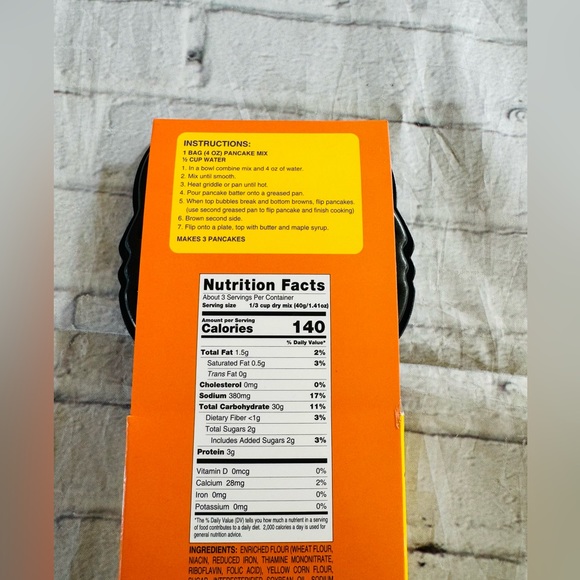 INSTRUCTIONS:
1 BAG (4 OZ) PANCAKE MIX
½ CUP WATER
1. In a bowl combine mix and 4 oz of water.
2. Mix until smooth.
3. Heat griddle or pan until hot.
4. Pour pancake batter onto a greased pan.
5. When top bubbles break and bottom browns, flip pancakes.
(use second greased pan to flip pancake and finish cooking)
6. Brown second side.
7. Flip onto a plate, top with butter and maple syrup.
MAKES 3 PANCAKES
Nutrition Facts
About 3 Servings Per Container
Serving size 1/3 cup dry mix (40g/1.41oz)
Amount per Serving
Calories 140
% Daily Value*
Total Fat 1.5g 2%
Saturated Fat 0.5g 3%
Trans Fat 0g
Cholesterol 0mg 0%
Sodium 380mg 17%
Total Carbohydrate 30g 11%
Dietary Fiber <1g 3%
Total Sugars 2g
Includes Added Sugars 2g 3%
Protein 3g
Vitamin D 0mcg 0%
Calcium 28mg 2%
Iron 0mg 0%
Potassium 0mg 0%
*The % Daily Value (DV) tells you how much a nutrient in a serving
of food contributes to a daily diet. 2,000 calories a day is used for
general nutrition advice.
INGREDIENTS: ENRICHED FLOUR (WHEAT FLOUR,
NIACIN, REDUCED IRON, THIAMINE MONONITRATE,
RIBOFLAVIN, FOLIC ACID), YELLOW CORN FLOUR,